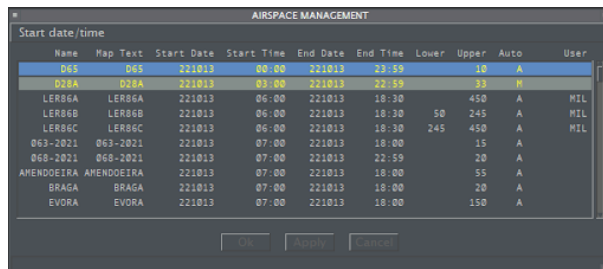 AIRSPACE MANAGEMENT
Start date/time
Name Map Text Start Date Start Time End Date End Time Lower Upper Auto User
D65 D65 221013 00:00 221013 23:59 10 A
D28A D28A 221013 03:00 221013 22:59 33 M
LER86A LER86A 221013 06:00 221013 18:30 450 A MIL
LER86B LER86B 221013 06:00 221013 18:30 50 245 A MIL
LER86C LER86C 221013 06:00 221013 18:30 245 450 A MIL
063-2021 063-2021 221013 07:00 221013 18:00 15 A
068-2021 068-2021 221013 07:00 221013 22:59 20 A
AMENDOEIRA AMENDOEIRA 221013 07:00 221013 18:00 55 A
BRAGA BRAGA 221013 07:00 221013 18:00 20 A
EVORA EVORA 221013 07:00 221013 18:00 150 A
Ok Apply Cancel